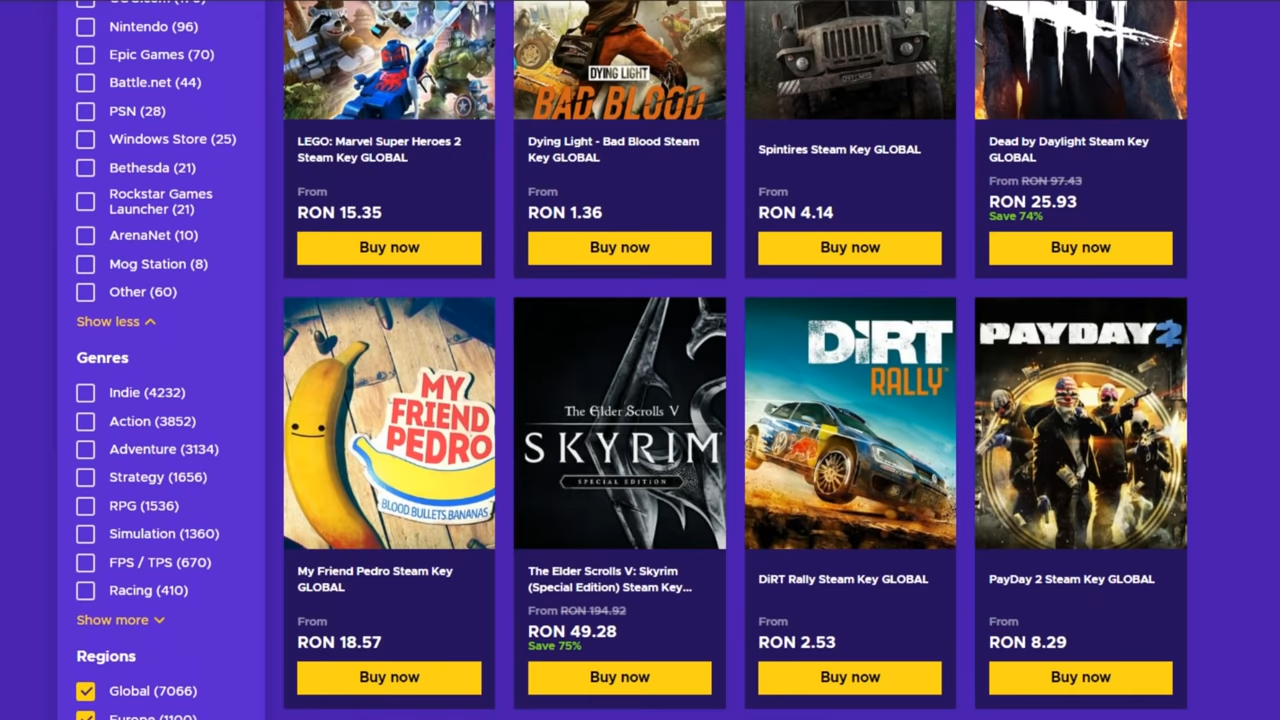 Nintendo (96)
Epic Games (70)
Battle.net (44)
PSN (28)
Windows Store (25)
Bethesda (21)
Rockstar Games
Launcher (21)
ArenaNet (10)
Mog Station (8)
Other (60)
Show less
Genres
Indie (4232)
Action (3852)
Adventure (3134)
Strategy (1656)
RPG (1536)
Simulation (1360)
FPS / TPS (670)
Racing (410)
Show more
Regions
Global (7066)
Europe (1100)
LEGO: Marvel Super Heroes 2
Steam Key GLOBAL
From
RON 15.35
Buy now
DYING LIGHT
BAD BLOOD
Dying Light - Bad Blood Steam
Key GLOBAL
From
RON 1.36
Buy now
Spintires Steam Key GLOBAL
From
RON 4.14
Buy now
Dead by Daylight Steam Key
GLOBAL
From RON 97.43
RON 25.93
Save 74%
Buy now
MY
FRIEND
PEDRO
BLOOD.BULLETS.BANANAS
My Friend Pedro Steam Key
GLOBAL
From
RON 18.57
Buy now
The Elder Scrolls V
SKYRIM
SPECIAL EDITION
The Elder Scrolls V: Skyrim
(Special Edition) Steam Key...
From RON 194.92
RON 49.28
Save 75%
Buy now
DiRT
RALLY
DiRT Rally Steam Key GLOBAL
From
RON 2.53
Buy now
PAYDAY 2
PayDay 2 Steam Key GLOBAL
From
RON 8.29
Buy now